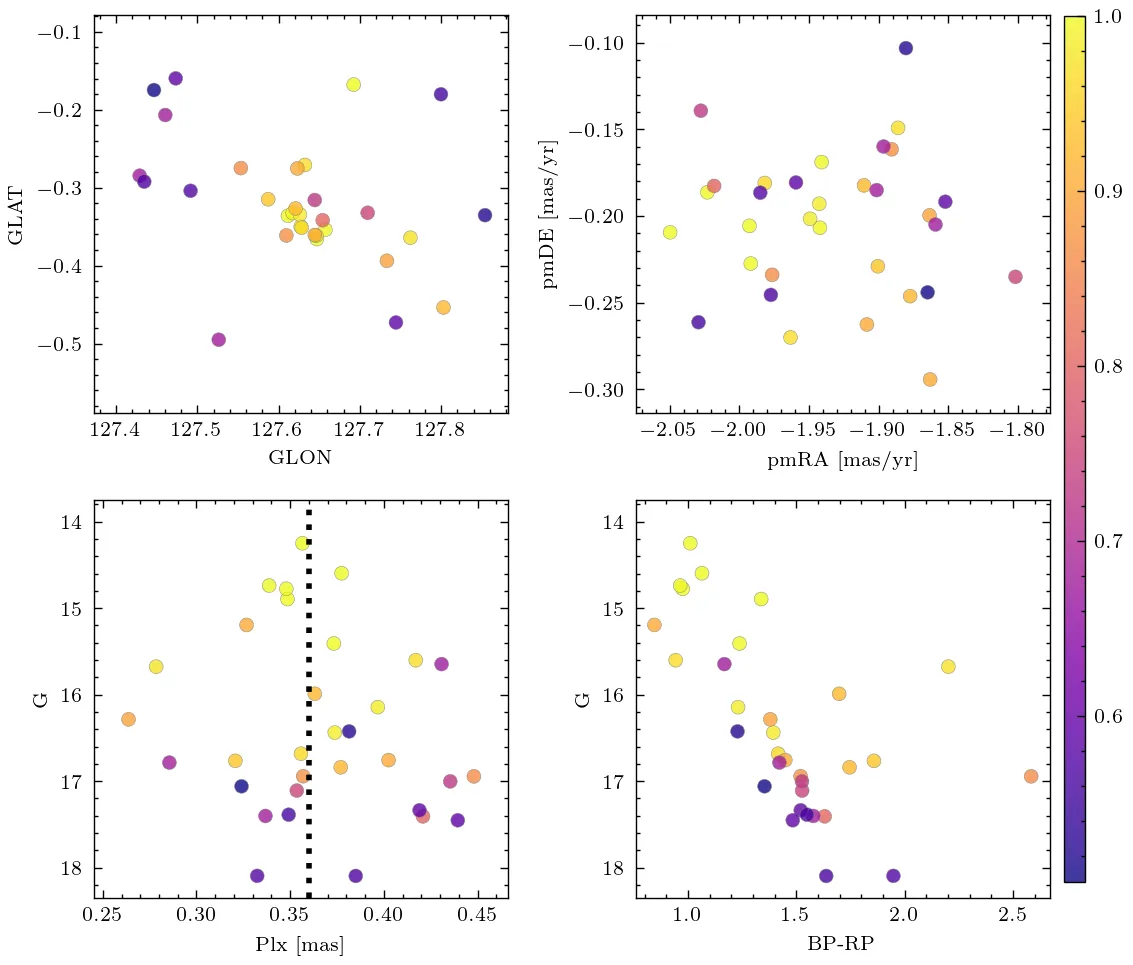 −0.1
−0.2
−0.3
−0.4
−0.5
GLAT
127.4 127.5 127.6 127.7 127.8
GLON
−0.10
−0.15
−0.20
−0.25
−0.30
pmDE [mas/yr]
−2.05 −2.00 −1.95 −1.90 −1.85 −1.80
pmRA [mas/yr]
1.0
0.9
0.8
0.7
0.6
14
15
16
17
18
G
0.25 0.30 0.35 0.40 0.45
Plx [mas]
14
15
16
17
18
G
1.0 1.5 2.0 2.5
BP-RP